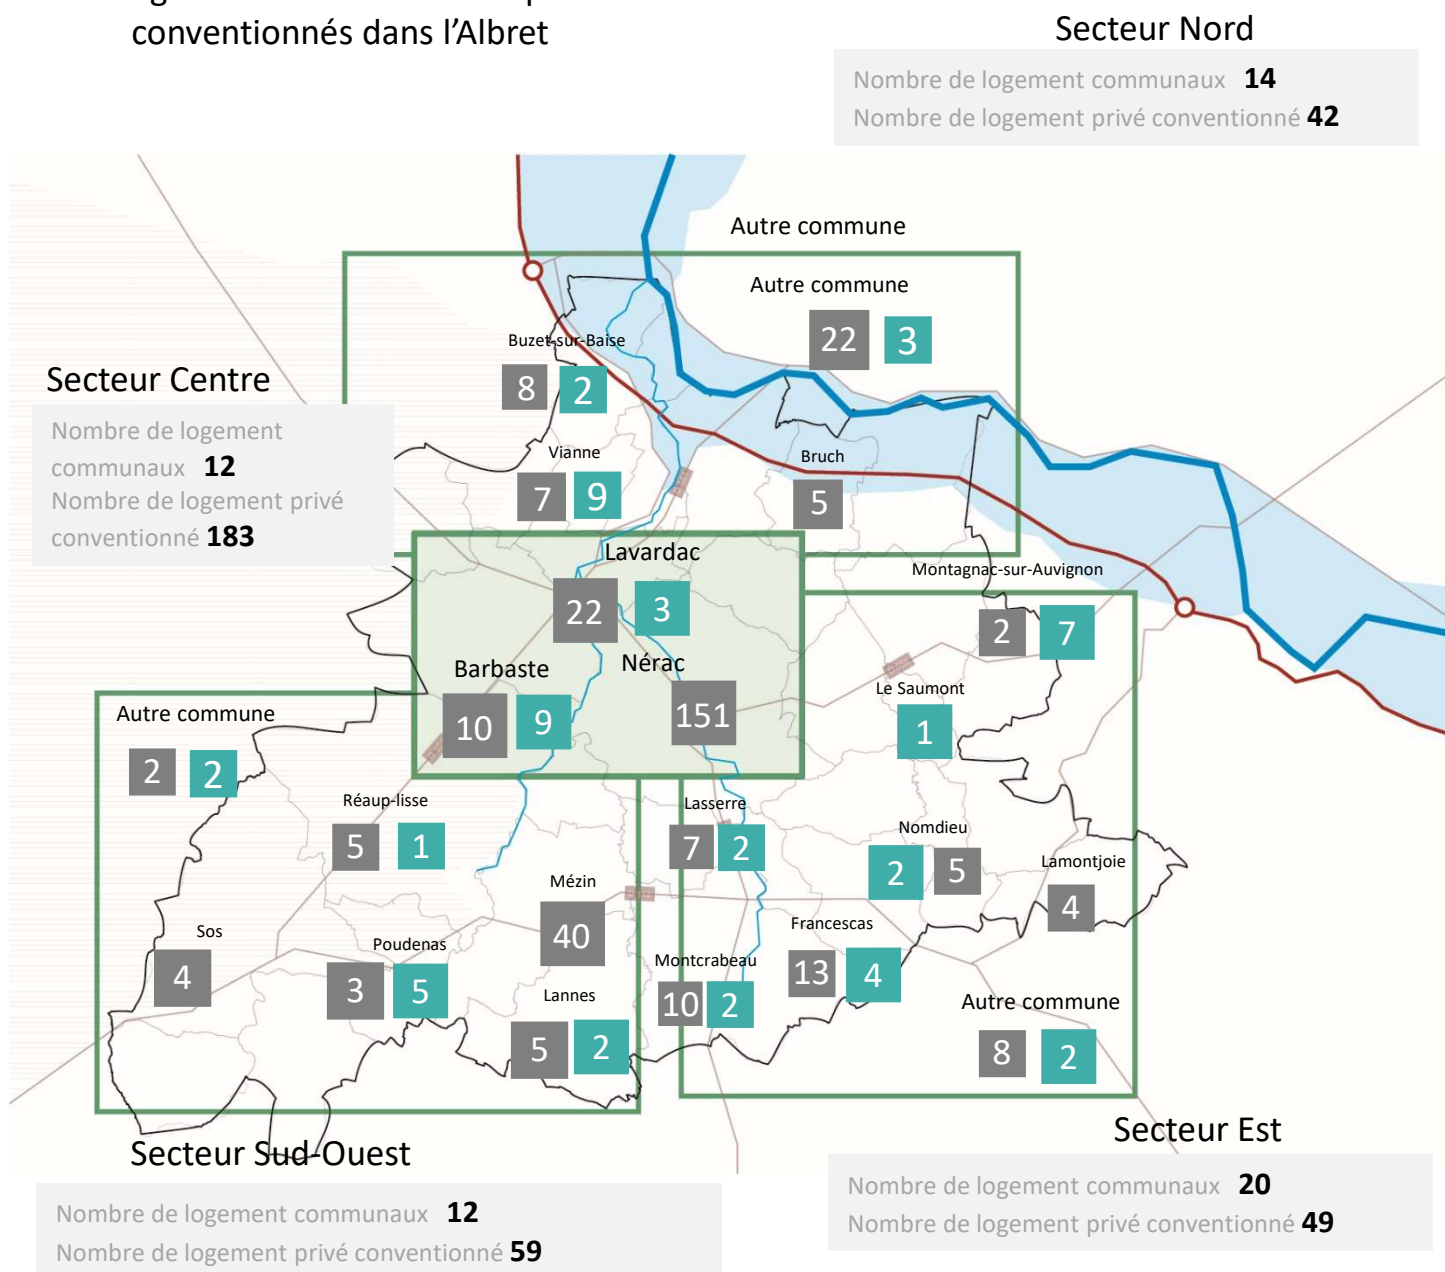 conventionnés dans l'Albret
Secteur Nord
Nombre de logement communaux 14
Nombre de logement privé conventionné 42
Autre commune
Autre commune
22 3
Buzet-sur-Baise
8 2
Secteur Centre
Nombre de logement
communaux 12
Nombre de logement privé
conventionné 183
Vianne
7 9
Bruch
5
Lavardac
22 3
Montagnac-sur-Auvignon
2 7
Barbaste
10 9
Nérac
151
Le Saumont
1
Autre commune
2 2
Réaup-lisse
5 1
Lasserre
7 2
Nomdieu
2 5
Lamontjoie
4
Mézin
40
Sos
4
Poudenas
3 5
Francescas
13 4
Montcrabeau
10 2
Lannes
5 2
Autre commune
8 2
Secteur Sud-Ouest
Nombre de logement communaux 12
Nombre de logement privé conventionné 59
Secteur Est
Nombre de logement communaux 20
Nombre de logement privé conventionné 49